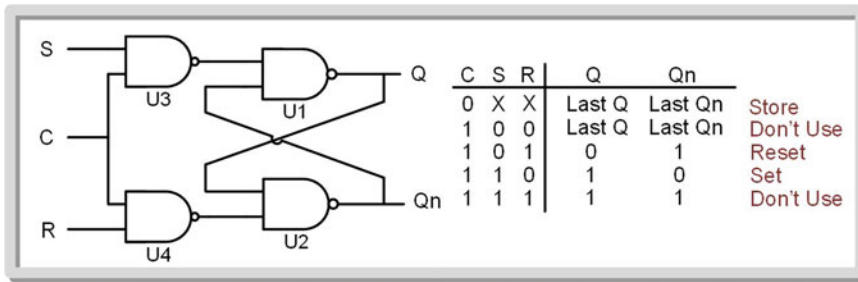 S
U3
U1
Q
C
U4
U2
Qn
R
C S R Q Qn
0 X X Last Q Last Qn Store
1 0 0 Last Q Last Qn Don't Use
1 0 1 0 1 Reset
1 1 0 1 0 Set
1 1 1 1 1 Don't Use